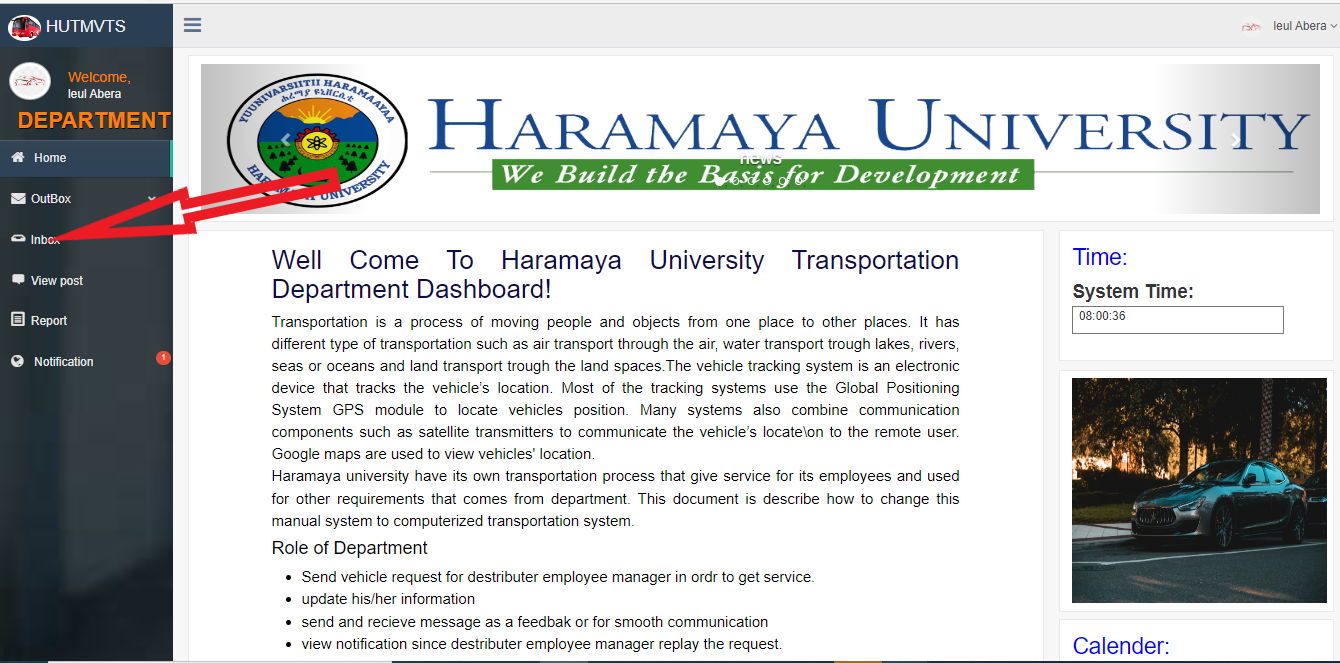 HUTMVTS
Ieul Abera
Welcome,
Ieul Abera
DEPARTMENT
Home
OutBox
Inbox
View post
Report
Notification
1
YUUNIVARSIITII HARAMAAYAA
ሐረማያ ዩኒቨርሲቲ
UNIVERSITY
HARAMAYA UNIVERSITY
We Build the Basis for Development
news
Well Come To Haramaya University Transportation
Department Dashboard!
Transportation is a process of moving people and objects from one place to other places. It has
different type of transportation such as air transport through the air, water transport trough lakes, rivers,
seas or oceans and land transport trough the land spaces.The vehicle tracking system is an electronic
device that tracks the vehicle’s location. Most of the tracking systems use the Global Positioning
System GPS module to locate vehicles position. Many systems also combine communication
components such as satellite transmitters to communicate the vehicle’s locate\on to the remote user.
Google maps are used to view vehicles’ location.
Haramaya university have its own transportation process that give service for its employees and used
for other requirements that comes from department. This document is describe how to change this
manual system to computerized transportation system.
Role of Department
Send vehicle request for destributer employee manager in ordr to get service.
update his/her information
send and recieve message as a feedbak or for smooth communication
view notification since destributer employee manager replay the request.
Time:
System Time:
08:00:36
Calender: